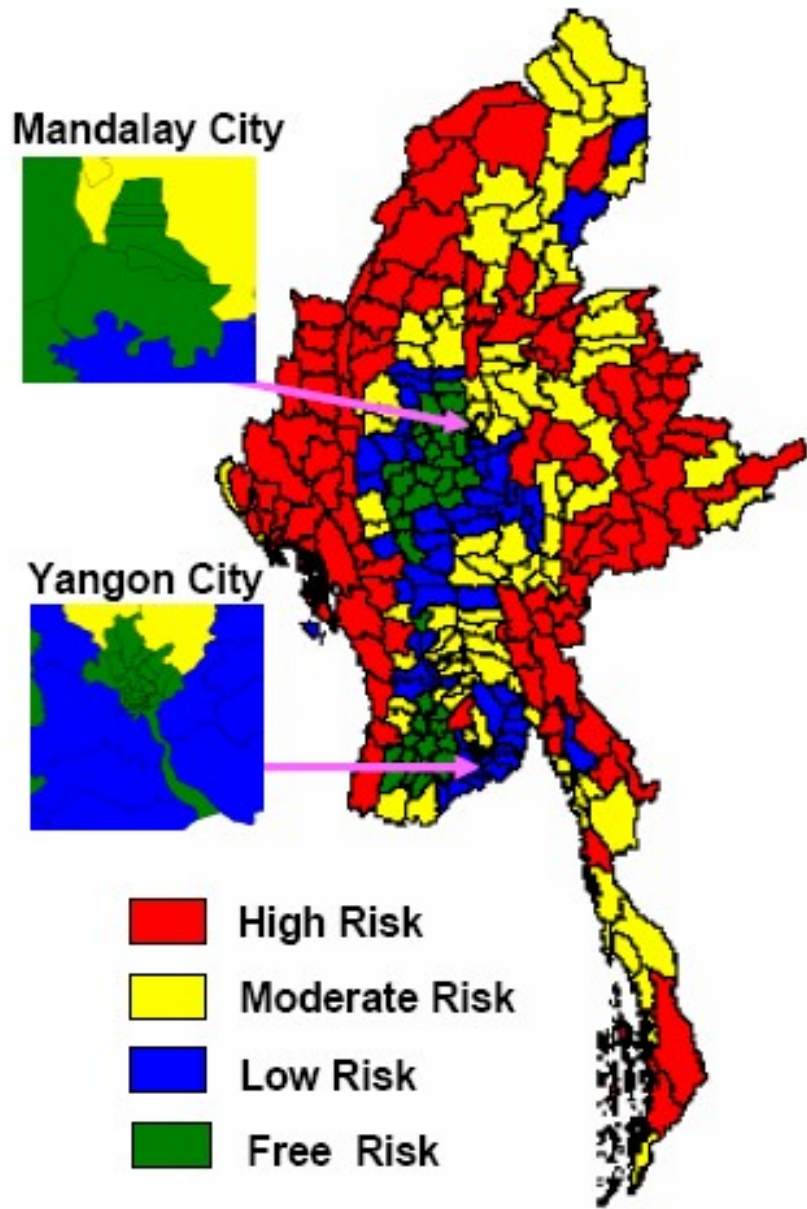 Mandalay City
Yangon City
High Risk
Moderate Risk
Low Risk
Free Risk